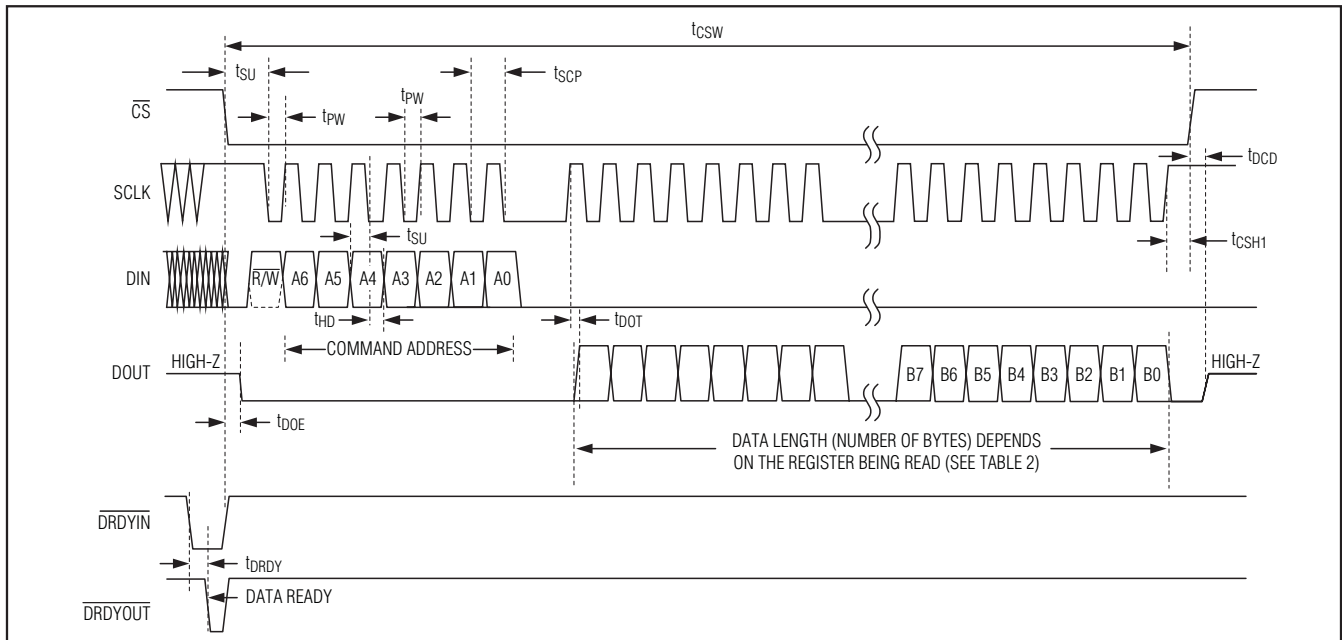 tCSW
tSU
tSCP
tPW
tPW
CS
tDCD
SCLK
tSU
tCSH1
DIN
R/W A6 A5 A4 A3 A2 A1 A0
tHD
tDOT
COMMAND ADDRESS
HIGH-Z
HIGH-Z
DOUT
B7 B6 B5 B4 B3 B2 B1 B0
tDOE
DATA LENGTH (NUMBER OF BYTES) DEPENDS
ON THE REGISTER BEING READ (SEE TABLE 2)
DRDYIN
tDRDY
DATA READY
DRDYOUT